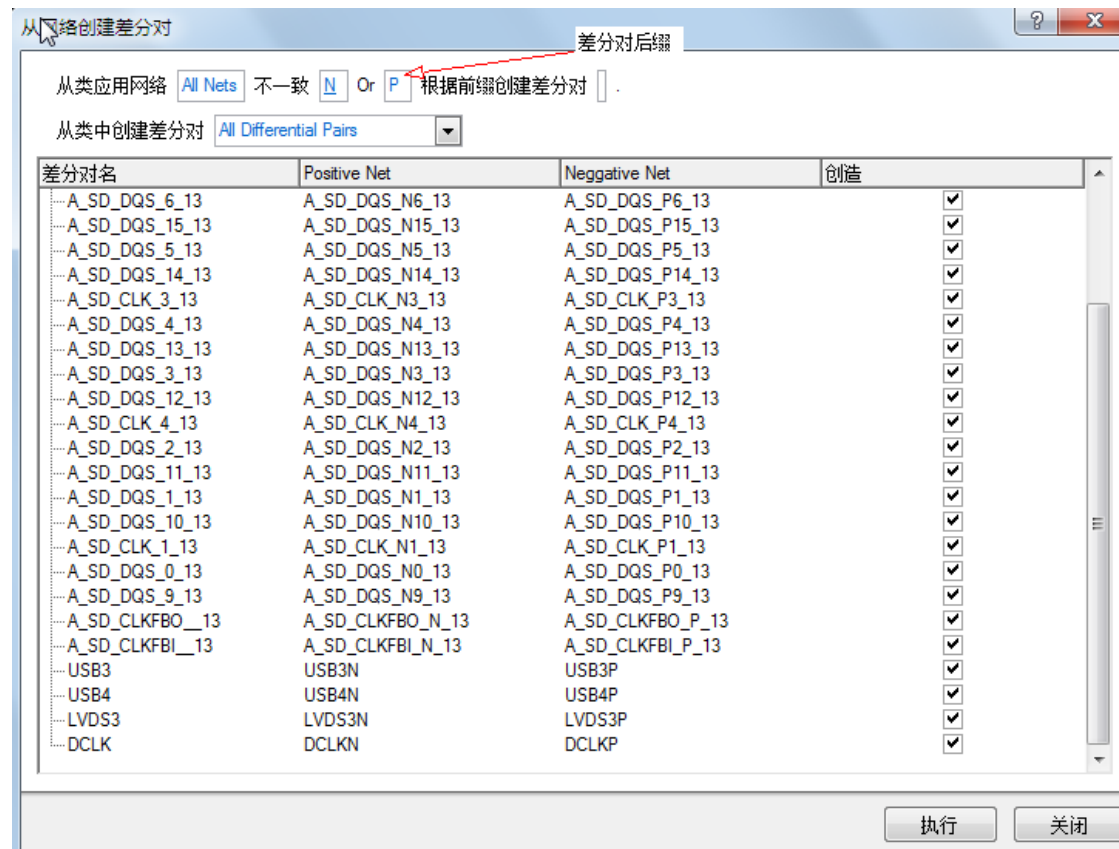 从网络创建差分对
差分对后缀
从类应用网络 All Nets 不一致 N Or P 根据前缀创建差分对 .
从类中创建差分对 All Differential Pairs
差分对名 Positive Net Neggative Net 创造
A_SD_DQS_6_13 A_SD_DQS_N6_13 A_SD_DQS_P6_13
A_SD_DQS_15_13 A_SD_DQS_N15_13 A_SD_DQS_P15_13
A_SD_DQS_5_13 A_SD_DQS_N5_13 A_SD_DQS_P5_13
A_SD_DQS_14_13 A_SD_DQS_N14_13 A_SD_DQS_P14_13
A_SD_CLK_3_13 A_SD_CLK_N3_13 A_SD_CLK_P3_13
A_SD_DQS_4_13 A_SD_DQS_N4_13 A_SD_DQS_P4_13
A_SD_DQS_13_13 A_SD_DQS_N13_13 A_SD_DQS_P13_13
A_SD_DQS_3_13 A_SD_DQS_N3_13 A_SD_DQS_P3_13
A_SD_DQS_12_13 A_SD_DQS_N12_13 A_SD_DQS_P12_13
A_SD_CLK_4_13 A_SD_CLK_N4_13 A_SD_CLK_P4_13
A_SD_DQS_2_13 A_SD_DQS_N2_13 A_SD_DQS_P2_13
A_SD_DQS_11_13 A_SD_DQS_N11_13 A_SD_DQS_P11_13
A_SD_DQS_1_13 A_SD_DQS_N1_13 A_SD_DQS_P1_13
A_SD_DQS_10_13 A_SD_DQS_N10_13 A_SD_DQS_P10_13
A_SD_CLK_1_13 A_SD_CLK_N1_13 A_SD_CLK_P1_13
A_SD_DQS_0_13 A_SD_DQS_N0_13 A_SD_DQS_P0_13
A_SD_DQS_9_13 A_SD_DQS_N9_13 A_SD_DQS_P9_13
A_SD_CLKFBO__13 A_SD_CLKFBO_N_13 A_SD_CLKFBO_P_13
A_SD_CLKFBI__13 A_SD_CLKFBI_N_13 A_SD_CLKFBI_P_13
USB3 USB3N USB3P
USB4 USB4N USB4P
LVDS3 LVDS3N LVDS3P
DCLK DCLKN DCLKP
执行 关闭